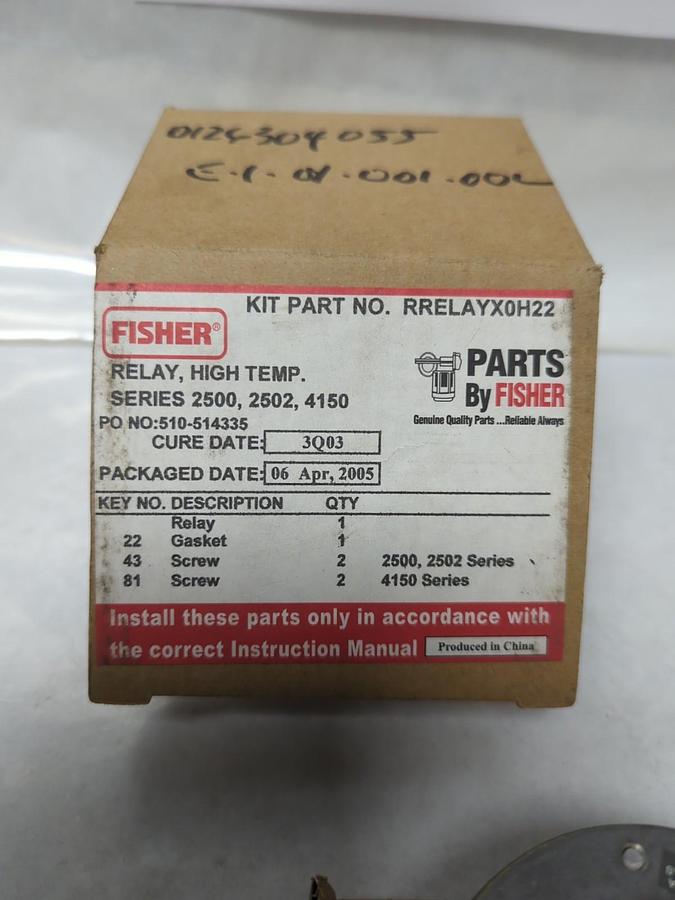 0124304055
E.1.01.001.002
KIT PART NO. RRELAYX0H22
FISHER®
RELAY, HIGH TEMP.
SERIES 2500, 2502, 4150
PARTS
By FISHER
Genuine Quality Parts ...Reliable Always
PO NO:510-514335
CURE DATE: 3Q03
PACKAGED DATE: 06 Apr, 2005
KEY NO. DESCRIPTION QTY
Relay 1
22 Gasket 1
43 Screw 2 2500, 2502 Series
81 Screw 2 4150 Series
Install these parts only in accordance with
the correct Instruction Manual Produced in China